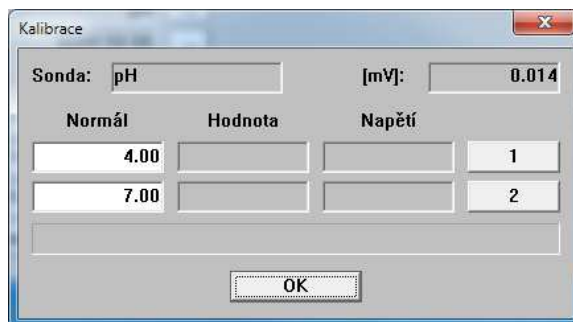 Kalibrace
Sonda: pH [mV]: 0.014
Normál Hodnota Napětí
4.00 1
7.00 2
OK